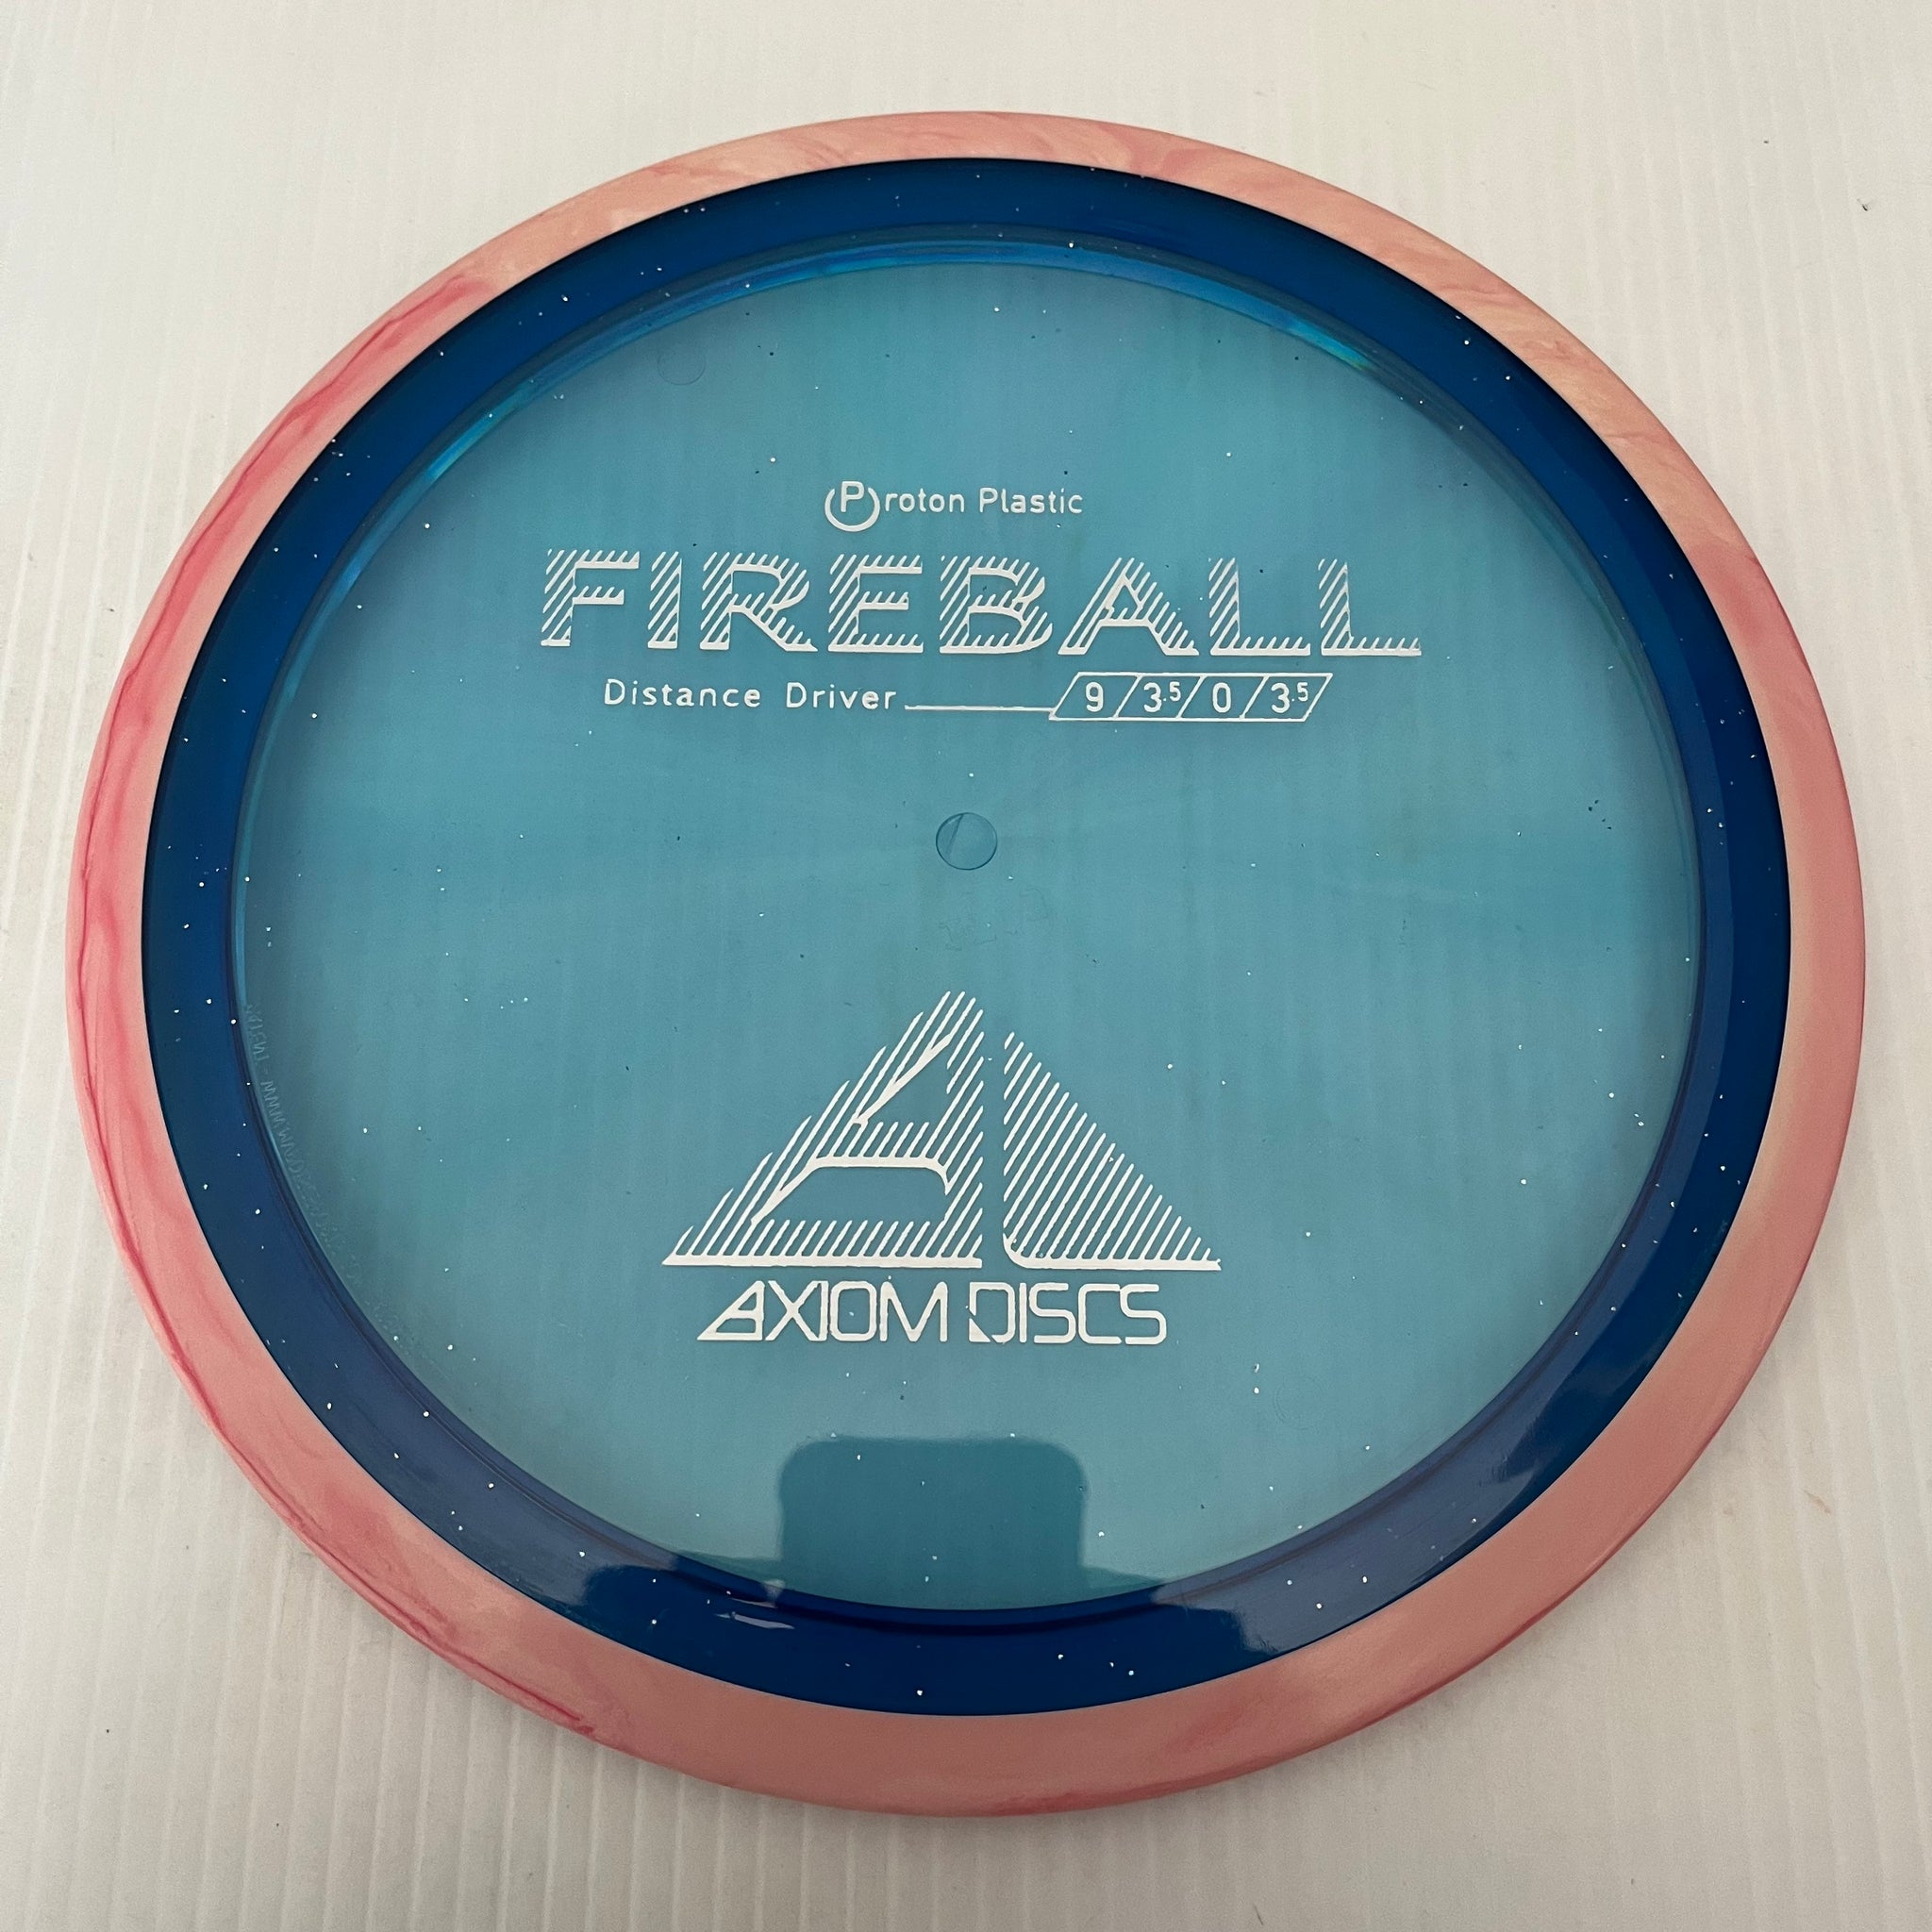 Proton Plastic
FIREBALL
Distance Driver 9/3.5/0/3.5
AXIOM DISCS